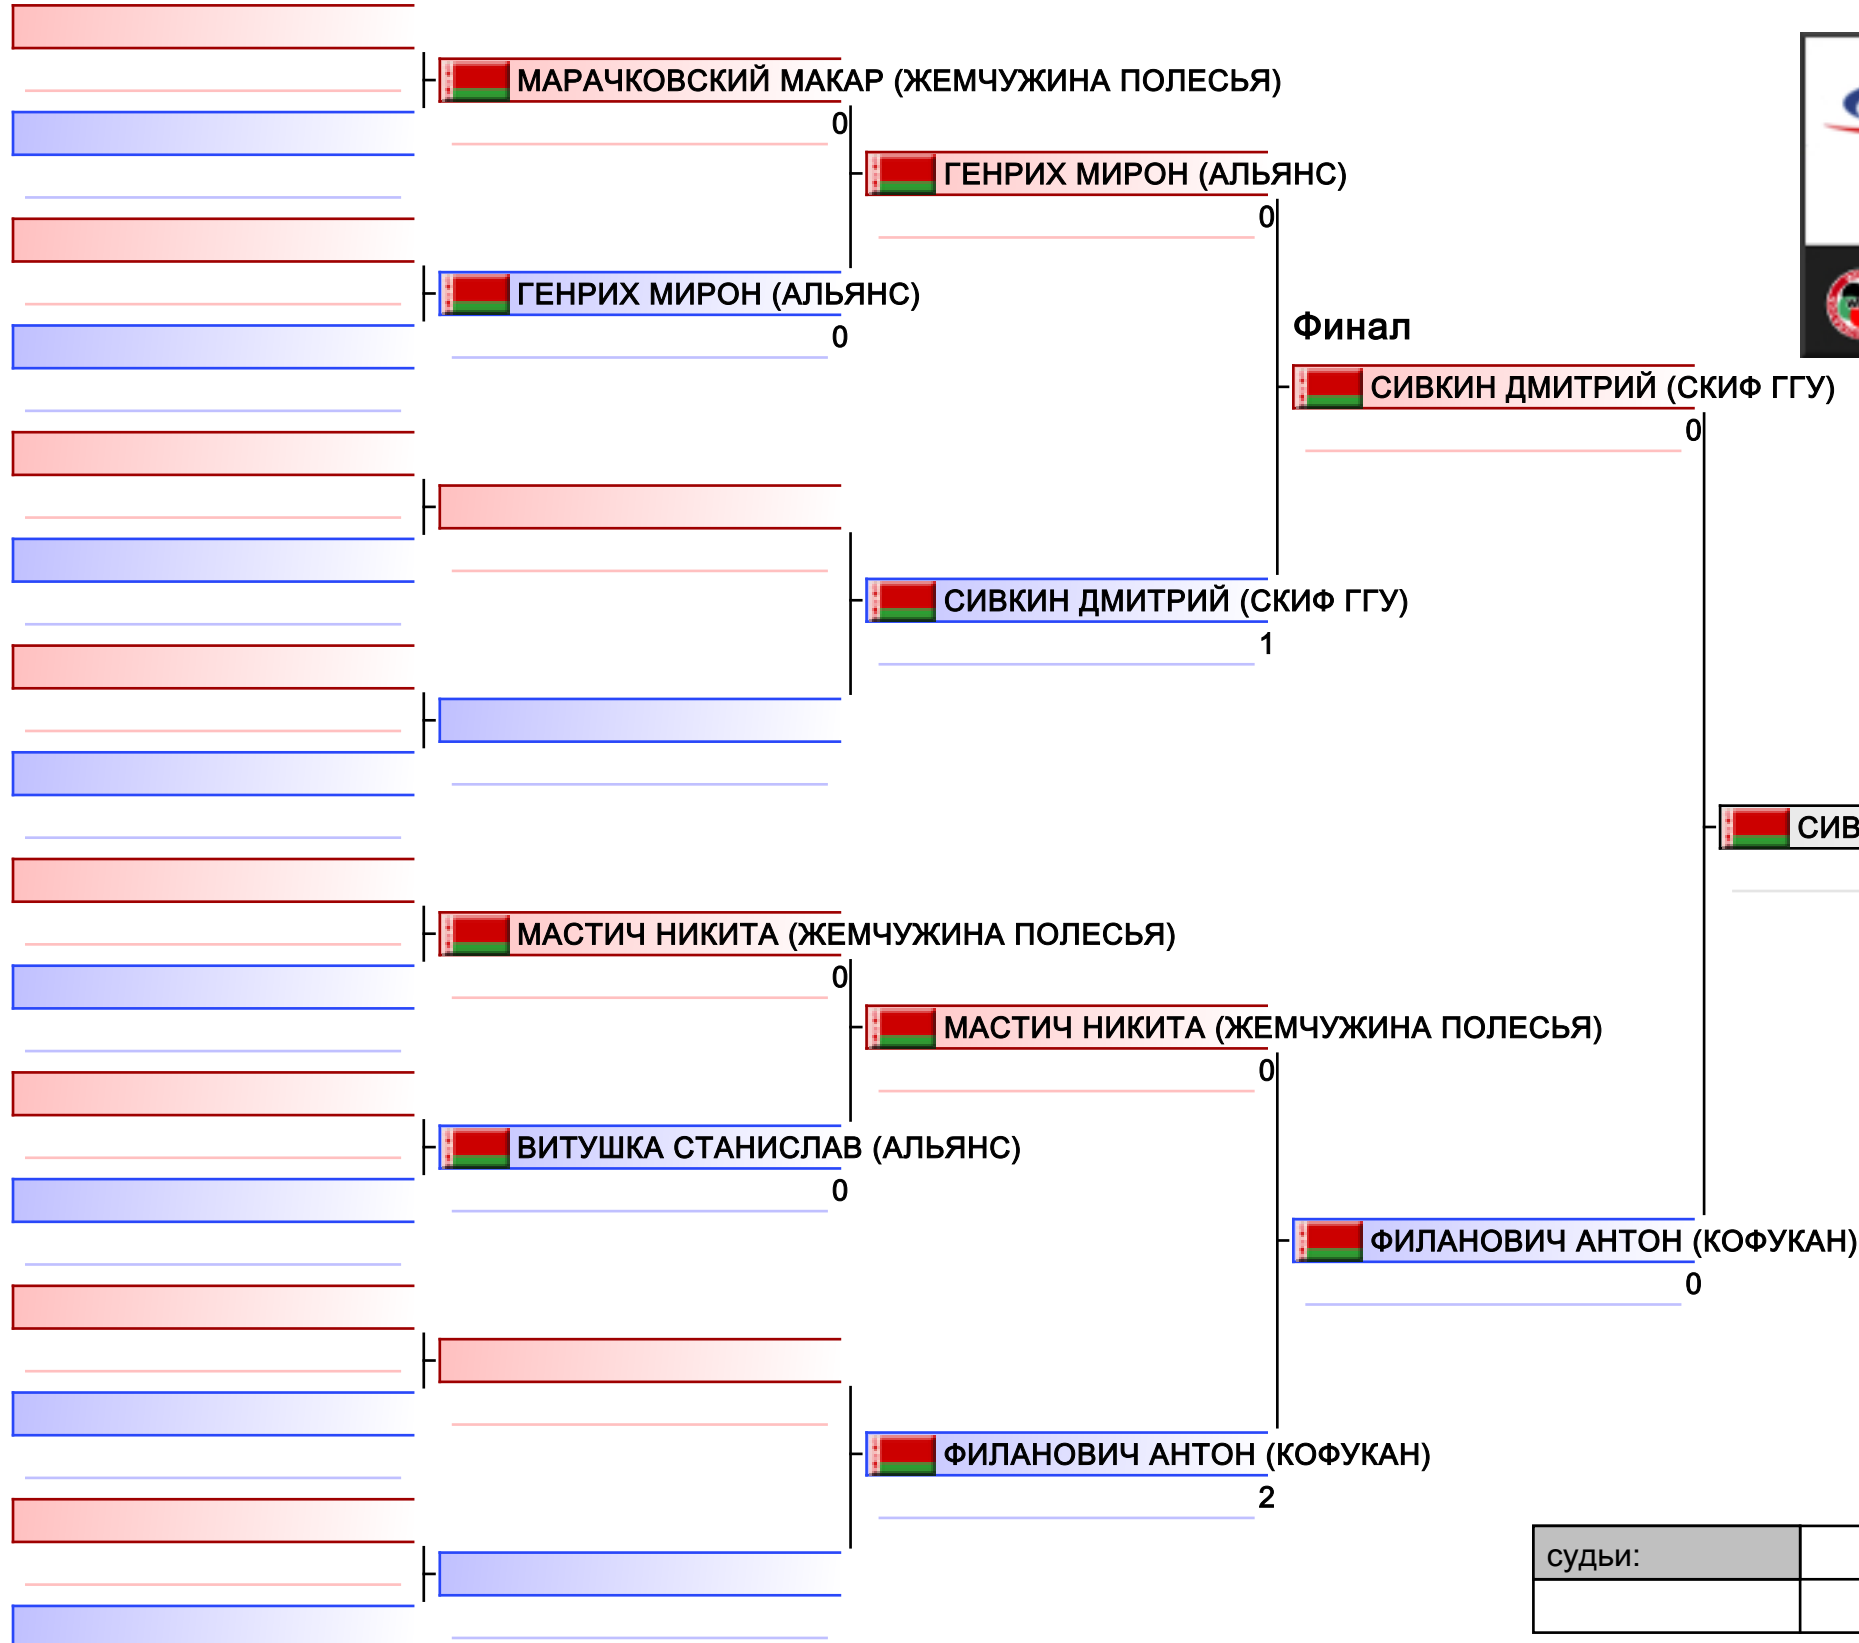 МАРАЧКОВСКИЙ МАКАР (ЖЕМЧУЖИНА ПОЛЕСЬЯ)
0
ГЕНРИХ МИРОН (АЛЬЯНС)
0
ГЕНРИХ МИРОН (АЛЬЯНС)
0
Финал
СИВКИН ДМИТРИЙ (СКИФ ГГУ)
0
СИВКИН ДМИТРИЙ (СКИФ ГГУ)
1
СИВ
МАСТИЧ НИКИТА (ЖЕМЧУЖИНА ПОЛЕСЬЯ)
0
МАСТИЧ НИКИТА (ЖЕМЧУЖИНА ПОЛЕСЬЯ)
0
ВИТУШКА СТАНИСЛАВ (АЛЬЯНС)
0
ФИЛАНОВИЧ АНТОН (КОФУКАН)
0
ФИЛАНОВИЧ АНТОН (КОФУКАН)
2
судьи: